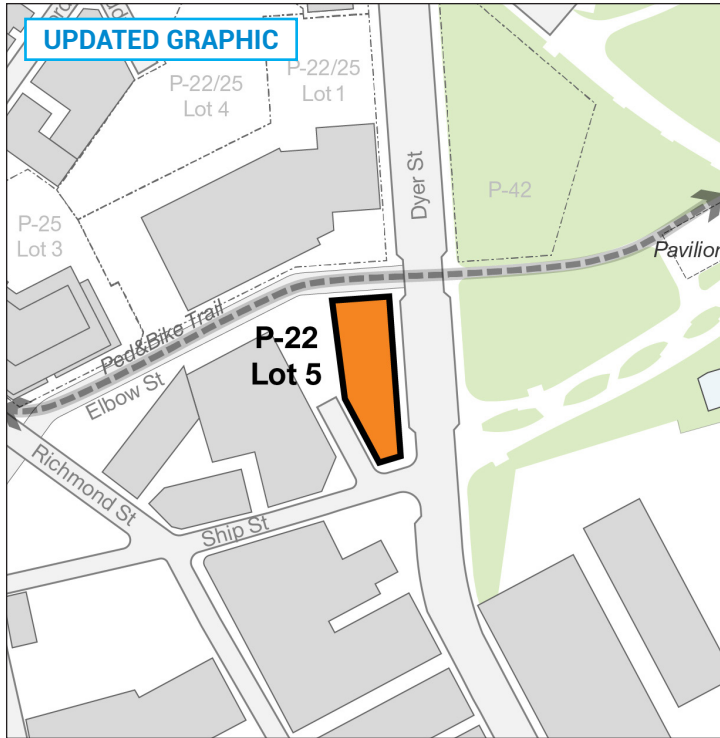 UPDATED GRAPHIC
P-22/25
Lot 4
P-22/25
Lot 1
Dyer St
P-42
P-25
Lot 3
Pavilion
Ped&Bike Trail
P-22
Lot 5
Elbow St
Richmond St
Ship St